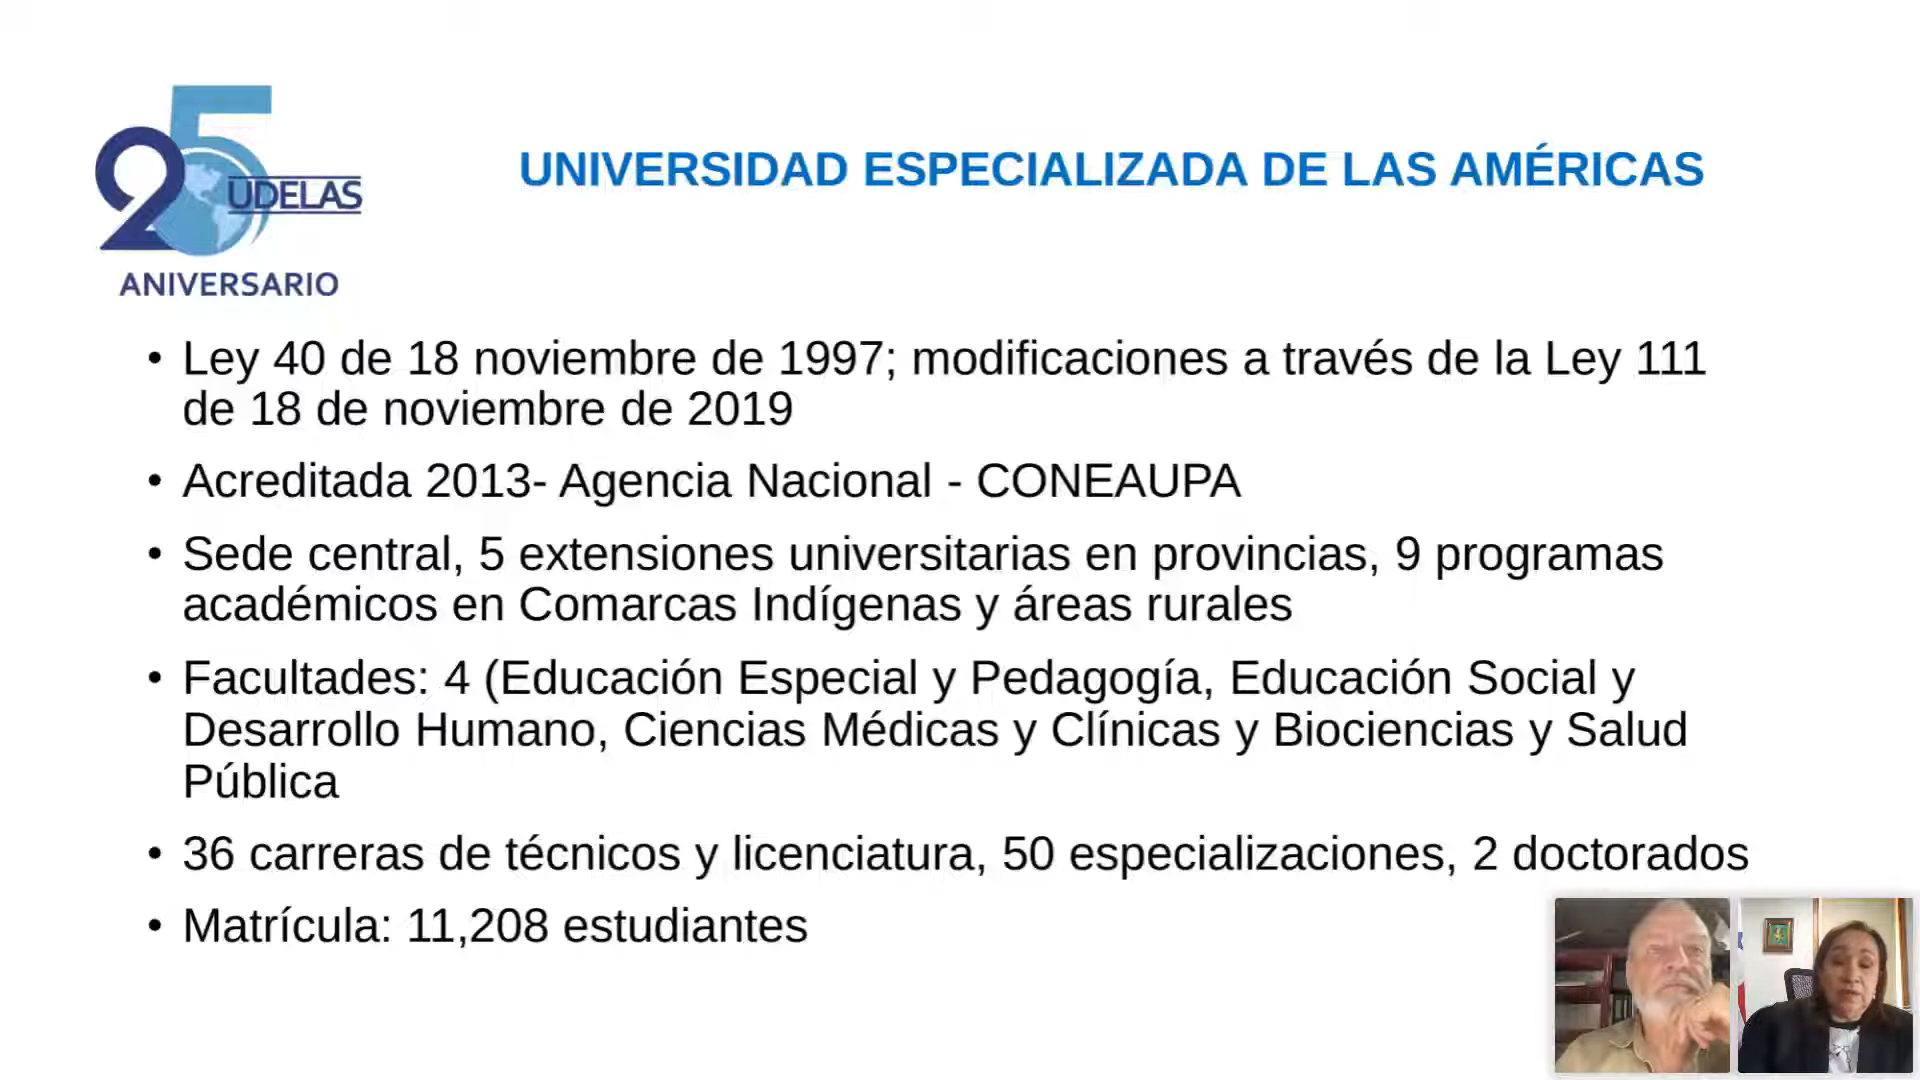 25
UDELAS
ANIVERSARIO
UNIVERSIDAD ESPECIALIZADA DE LAS AMÉRICAS
• Ley 40 de 18 noviembre de 1997; modificaciones a través de la Ley 111
de 18 de noviembre de 2019
• Acreditada 2013- Agencia Nacional - CONEAUPA
• Sede central, 5 extensiones universitarias en provincias, 9 programas
académicos en Comarcas Indígenas y áreas rurales
• Facultades: 4 (Educación Especial y Pedagogía, Educación Social y
Desarrollo Humano, Ciencias Médicas y Clínicas y Biociencias y Salud
Pública
• 36 carreras de técnicos y licenciatura, 50 especializaciones, 2 doctorados
• Matrícula: 11,208 estudiantes